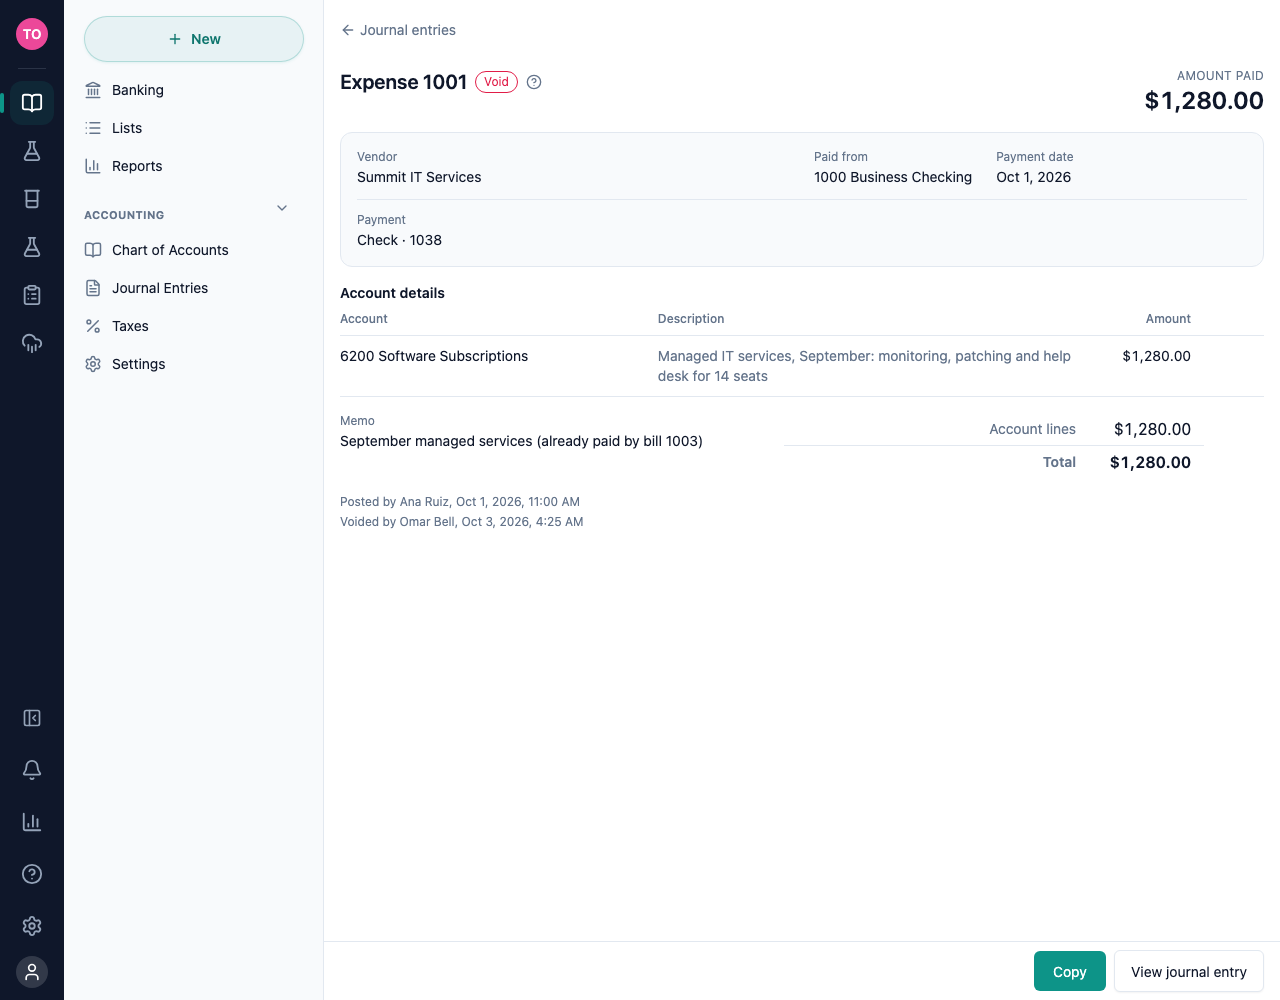 TO
New
Banking
Lists
Reports
ACCOUNTING
Chart of Accounts
Journal Entries
Taxes
Settings
Journal entries
Expense 1001 Void
AMOUNT PAID
$1,280.00
Vendor
Summit IT Services
Paid from
1000 Business Checking
Payment date
Oct 1, 2026
Payment
Check · 1038
Account details
Account Description Amount
6200 Software Subscriptions Managed IT services, September: monitoring, patching and help $1,280.00
desk for 14 seats
Memo
September managed services (already paid by bill 1003)
Account lines $1,280.00
Total $1,280.00
Posted by Ana Ruiz, Oct 1, 2026, 11:00 AM
Voided by Omar Bell, Oct 3, 2026, 4:25 AM
Copy View journal entry